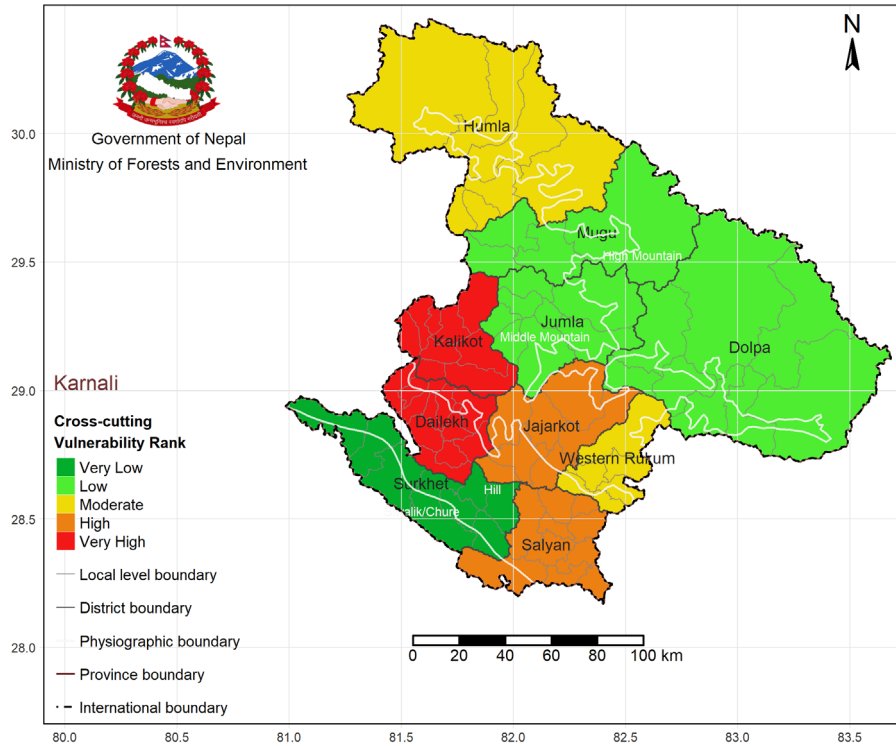 N
Government of Nepal
Ministry of Forests and Environment
Humla
Mugu
High Mountain
Jumla
Middle Mountain
Dolpa
Kalikot
Dailekh
Jajarkot
Western Rukum
Surkhet
Hill
alik/Chure
Salyan
Karnali
Cross-cutting
Vulnerability Rank
Very Low
Low
Moderate
High
Very High
Local level boundary
District boundary
Physiographic boundary
Province boundary
International boundary
0 20 40 60 80 100 km
30.0
29.5
29.0
28.5
28.0
80.0 80.5 81.0 81.5 82.0 82.5 83.0 83.5